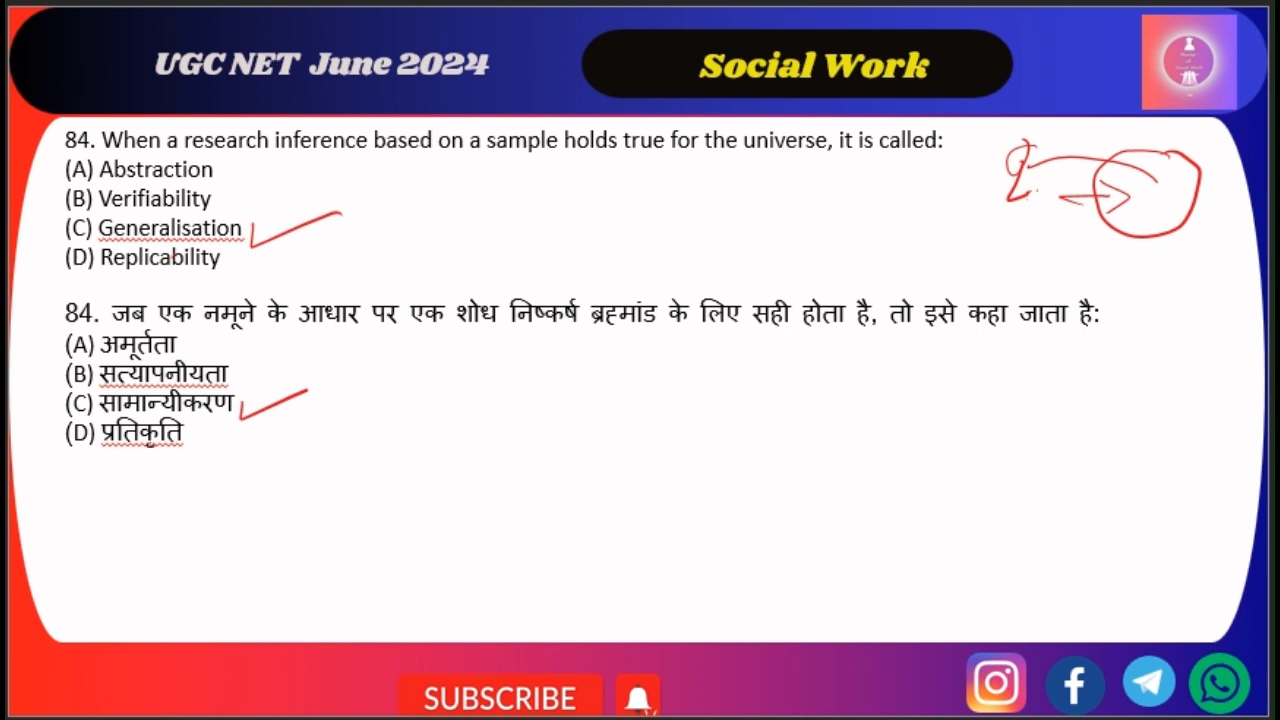 UGC NET June 2024
Social Work
84. When a research inference based on a sample holds true for the universe, it is called:
(A) Abstraction
(B) Verifiability
(C) Generalisation
(D) Replicability
84. जब एक नमूने के आधार पर एक शोध निष्कर्ष ब्रह्मांड के लिए सही होता है, तो इसे कहा जाता है:
(A) अमूर्तता
(B) सत्यापनीयता
(C) सामान्यीकरण
(D) प्रतिकृति
SUBSCRIBE